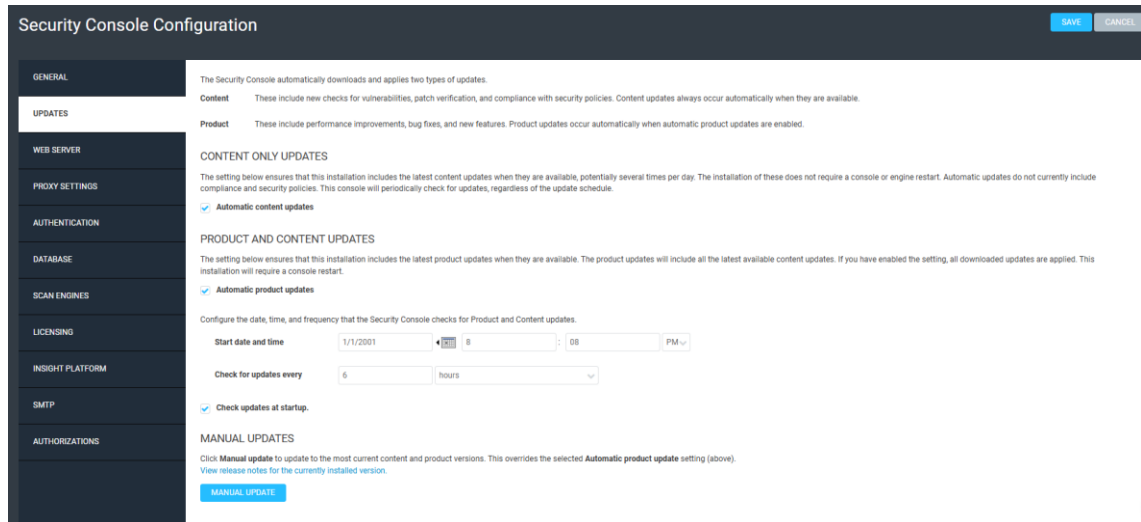 Security Console Configuration
SAVE
CANCEL
GENERAL
UPDATES
WEB SERVER
PROXY SETTINGS
AUTHENTICATION
DATABASE
SCAN ENGINES
LICENSING
INSIGHT PLATFORM
SMTP
AUTHORIZATIONS
The Security Console automatically downloads and applies two types of updates.
Content These include new checks for vulnerabilities, patch verification, and compliance with security policies. Content updates always occur automatically when they are available.
Product These include performance improvements, bug fixes, and new features. Product updates occur automatically when automatic product updates are enabled.
CONTENT ONLY UPDATES
The setting below ensures that this installation includes the latest content updates when they are available, potentially several times per day. The installation of these does not require a console or engine restart. Automatic updates do not currently include
compliance and security policies. This console will periodically check for updates, regardless of the update schedule.
Automatic content updates
PRODUCT AND CONTENT UPDATES
The setting below ensures that this installation includes the latest product updates when they are available. The product updates will include all the latest available content updates. If you have enabled the setting, all downloaded updates are applied. This
installation will require a console restart.
Automatic product updates
Configure the date, time, and frequency that the Security Console checks for Product and Content updates.
Start date and time 1/1/2001 8 : 08 PM
Check for updates every 6 hours
Check updates at startup.
MANUAL UPDATES
Click Manual update to update to the most current content and product versions. This overrides the selected Automatic product update setting (above).
View release notes for the currently installed version.
MANUAL UPDATE